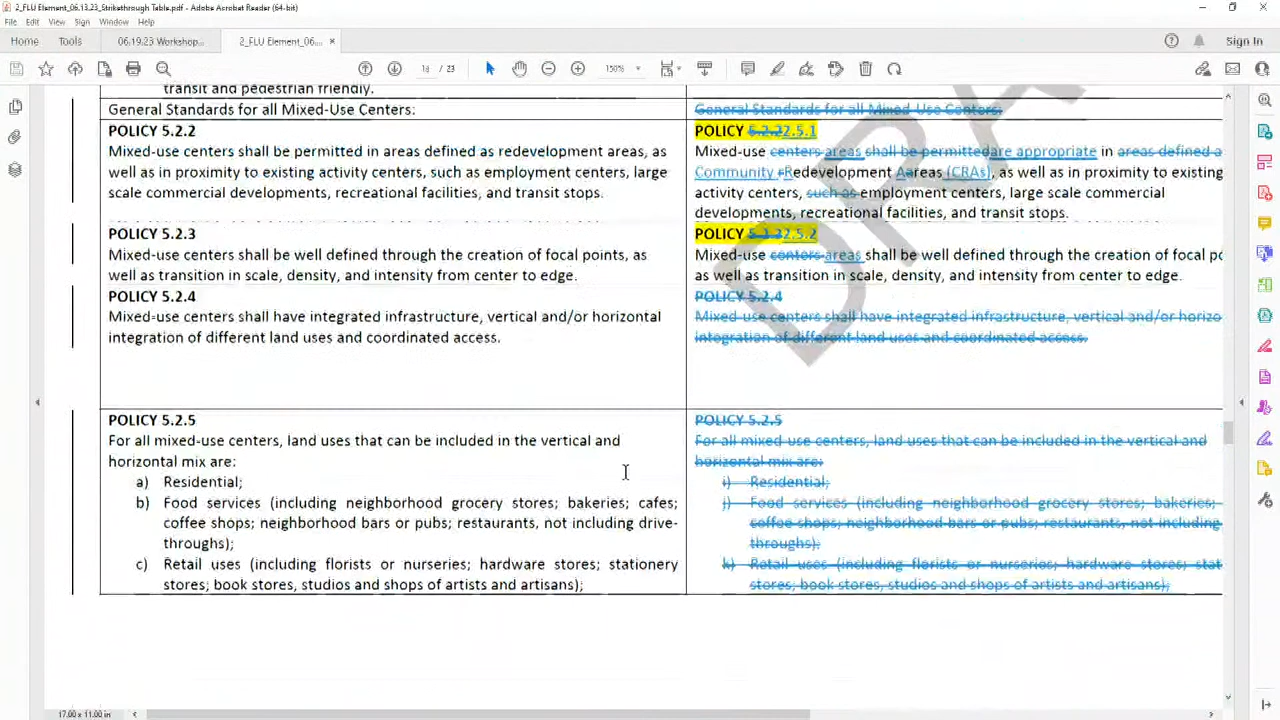 2_FLU Element_06.13.23_Strikethrough Table.pdf - Adobe Acrobat Reader (64-bit)
File Edit View Sign Window Help
Home Tools 06.19.23 Workshop... 2_FLU Element_06... ×
18 / 23 150%
Sign In
transit and pedestrian friendly.
General Standards for all Mixed-Use Centers:
POLICY 5.2.2
Mixed-use centers shall be permitted in areas defined as redevelopment areas, as
well as in proximity to existing activity centers, such as employment centers, large
scale commercial developments, recreational facilities, and transit stops.
POLICY 5.2.3
Mixed-use centers shall be well defined through the creation of focal points, as
well as transition in scale, density, and intensity from center to edge.
POLICY 5.2.4
Mixed-use centers shall have integrated infrastructure, vertical and/or horizontal
integration of different land uses and coordinated access.
POLICY 5.2.5
For all mixed-use centers, land uses that can be included in the vertical and
horizontal mix are:
a) Residential;
b) Food services (including neighborhood grocery stores; bakeries; cafes;
coffee shops; neighborhood bars or pubs; restaurants, not including drive-
throughs);
c) Retail uses (including florists or nurseries; hardware stores; stationery
stores; book stores, studios and shops of artists and artisans);
General Standards for all Mixed-Use Centers:
POLICY 5.2.22.5.1
Mixed-use centers areas shall be permittedare appropriate in areas defined a
Community rRedevelopment Aareas (CRAs), as well as in proximity to existing
activity centers, such as employment centers, large scale commercial
developments, recreational facilities, and transit stops.
POLICY 5.1.32.5.2
Mixed-use centers areas shall be well defined through the creation of focal po
as well as transition in scale, density, and intensity from center to edge.
POLICY 5.2.4
Mixed-use centers shall have integrated infrastructure, vertical and/or horizo
integration of different land uses and coordinated access.
POLICY 5.2.5
For all mixed-use centers, land uses that can be included in the vertical and
horizontal mix are:
i) Residential;
j) Food services (including neighborhood grocery stores; bakeries;
coffee shops; neighborhood bars or pubs; restaurants, not including
throughs);
k) Retail uses (including florists or nurseries; hardware stores; stat
stores; book stores, studios and shops of artists and artisans);
DRA
17.00 x 11.00 in